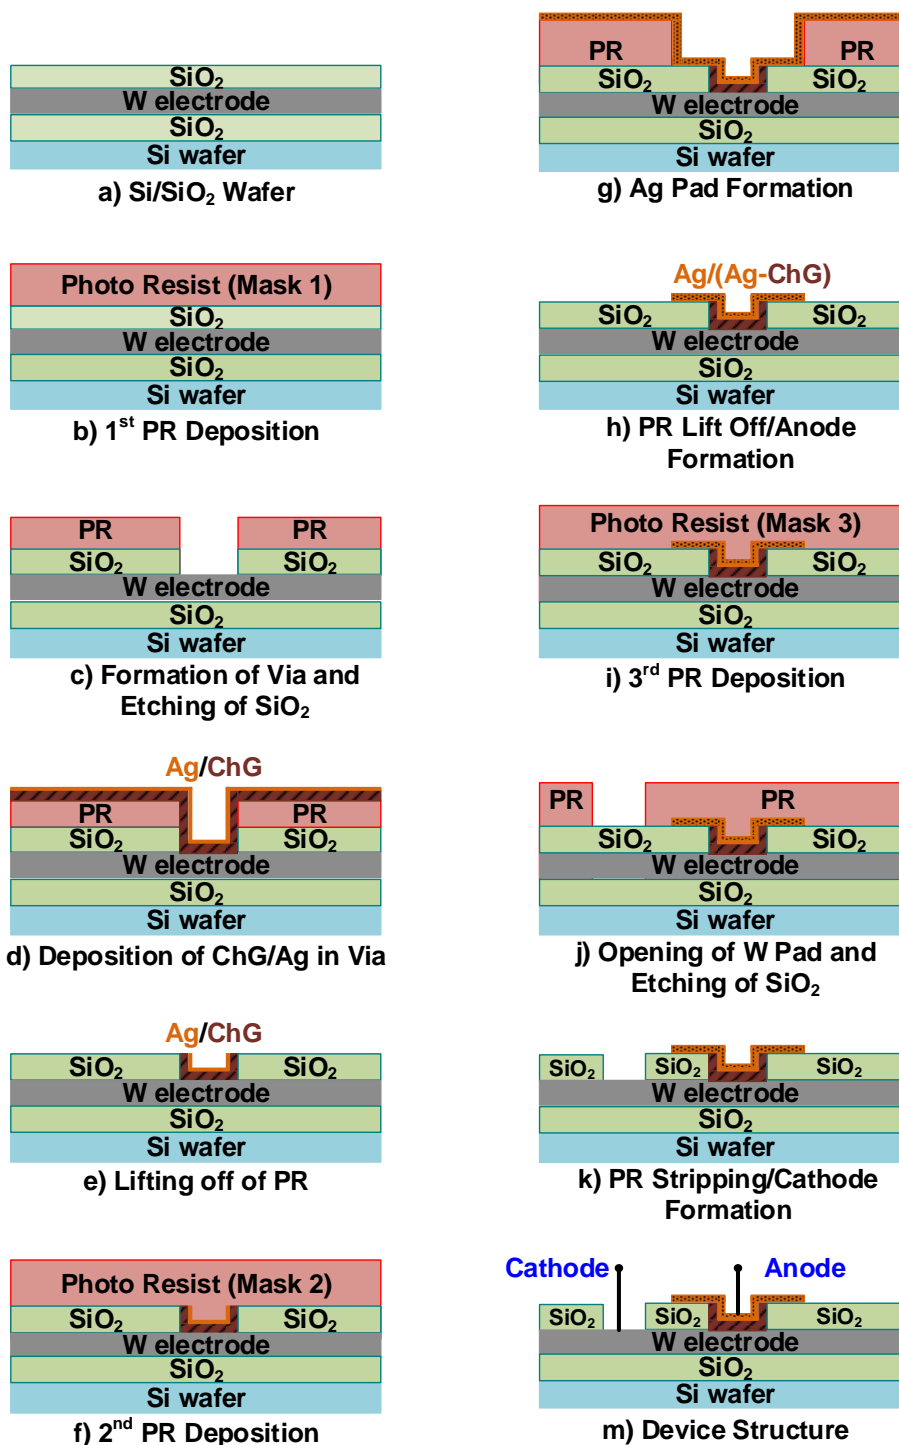 SiO₂
W electrode
SiO₂
Si wafer
a) Si/SiO₂ Wafer
Photo Resist (Mask 1)
SiO₂
W electrode
SiO₂
Si wafer
b) 1st PR Deposition
PR PR
SiO₂ SiO₂
W electrode
SiO₂
Si wafer
c) Formation of Via and
Etching of SiO₂
Ag/ChG
PR PR
SiO₂ SiO₂
W electrode
SiO₂
Si wafer
d) Deposition of ChG/Ag in Via
Ag/ChG
SiO₂ SiO₂
W electrode
SiO₂
Si wafer
e) Lifting off of PR
Photo Resist (Mask 2)
SiO₂ SiO₂
W electrode
SiO₂
Si wafer
f) 2nd PR Deposition
PR PR
SiO₂ SiO₂
W electrode
SiO₂
Si wafer
g) Ag Pad Formation
Ag/(Ag-ChG)
SiO₂ SiO₂
W electrode
SiO₂
Si wafer
h) PR Lift Off/Anode
Formation
Photo Resist (Mask 3)
SiO₂ SiO₂
W electrode
SiO₂
Si wafer
i) 3rd PR Deposition
PR PR
SiO₂ SiO₂
W electrode
SiO₂
Si wafer
j) Opening of W Pad and
Etching of SiO₂
SiO₂ SiO₂ SiO₂
W electrode
SiO₂
Si wafer
k) PR Stripping/Cathode
Formation
Cathode Anode
SiO₂ SiO₂ SiO₂
W electrode
SiO₂
Si wafer
m) Device Structure